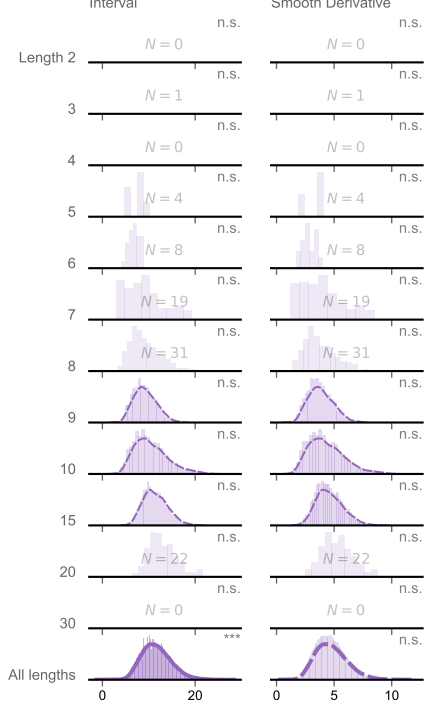 Interval Smooth Derivative
n.s. n.s.
N = 0 N = 0
Length 2
n.s. n.s.
N = 1 N = 1
3
n.s. n.s.
N = 0 N = 0
4
n.s. n.s.
N = 4 N = 4
5
n.s. n.s.
N = 8 N = 8
6
n.s. n.s.
N = 19 N = 19
7
n.s. n.s.
N = 31 N = 31
8
n.s. n.s.
9
n.s. n.s.
10
n.s. n.s.
15
n.s. n.s.
N = 22 N = 22
20
n.s. n.s.
N = 0 N = 0
30
*** n.s.
All lengths
0 20 0 5 10